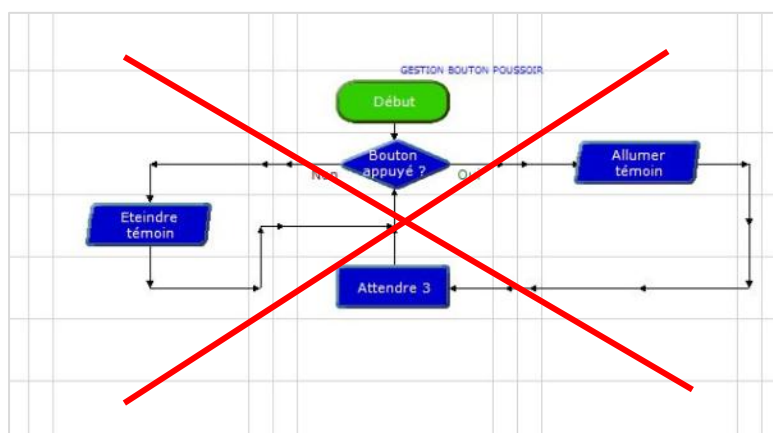 GESTION BOUTON POUSSOIR
Début
Bouton
appuyé ?
Non
Oui
Allumer
témoin
Eteindre
témoin
Attendre 3